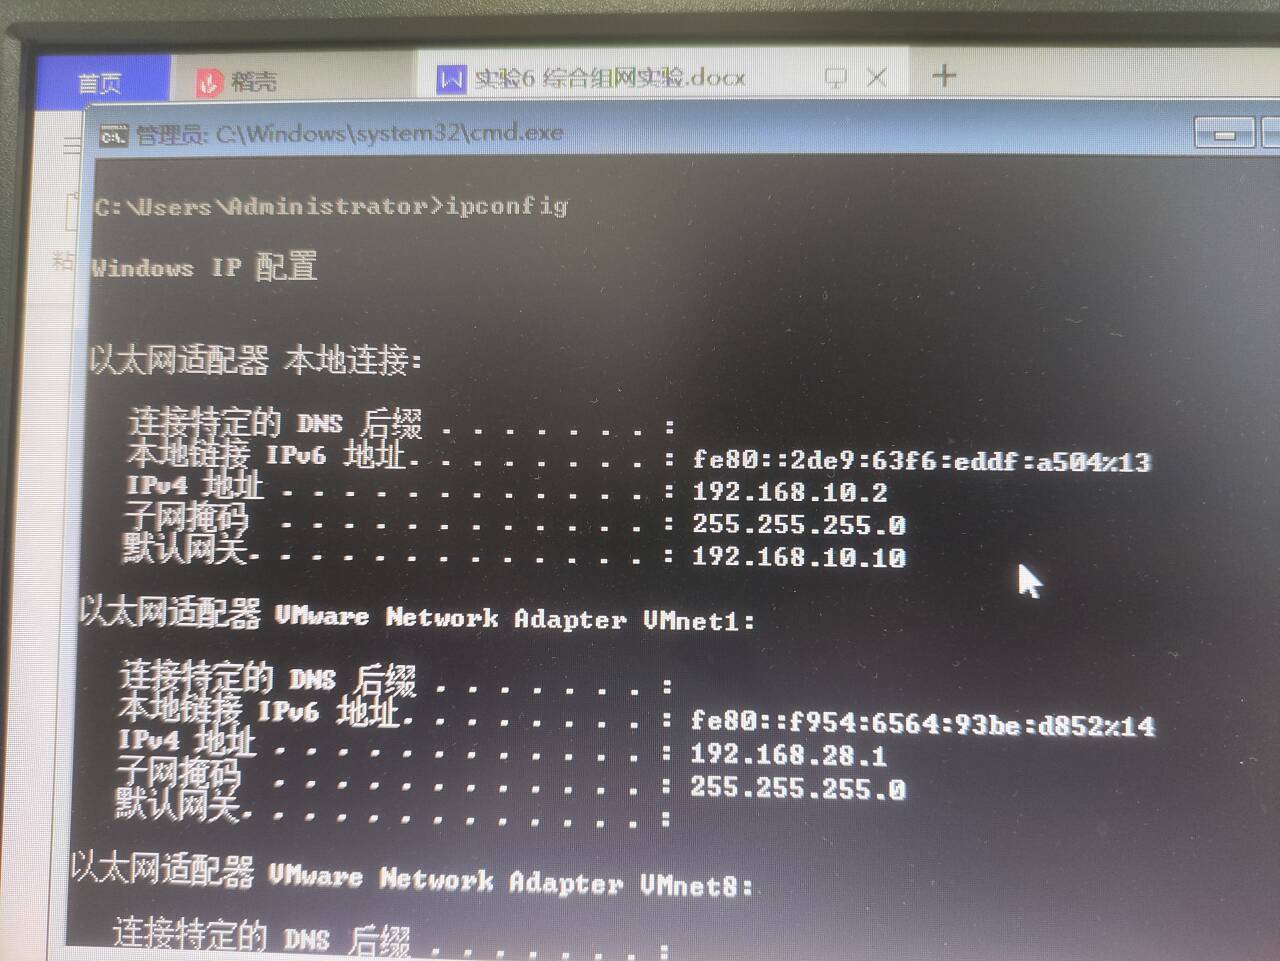 首页
稻壳
实验6 综合组网实验.docx
管理员: C:\Windows\system32\cmd.exe
粘
C:\Users\Administrator>ipconfig
Windows IP 配置
以太网适配器 本地连接:
连接特定的 DNS 后缀 . . . . . . . :
本地链接 IPv6 地址. . . . . . . . : fe80::2de9:63f6:eddf:a504%13
IPv4 地址 . . . . . . . . . . . . : 192.168.10.2
子网掩码 . . . . . . . . . . . . : 255.255.255.0
默认网关. . . . . . . . . . . . . : 192.168.10.10
以太网适配器 VMware Network Adapter VMnet1:
连接特定的 DNS 后缀 . . . . . . . :
本地链接 IPv6 地址. . . . . . . . : fe80::f954:6564:93be:d852%14
IPv4 地址 . . . . . . . . . . . . : 192.168.28.1
子网掩码 . . . . . . . . . . . . : 255.255.255.0
默认网关. . . . . . . . . . . . . :
以太网适配器 VMware Network Adapter VMnet8:
连接特定的 DNS 后缀 . . . . . . . :